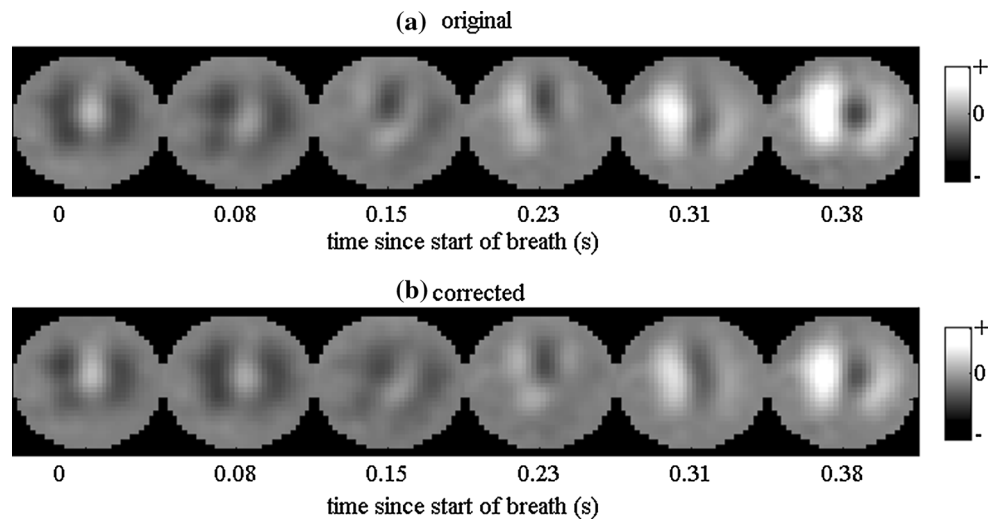 (a) original
+
0
-
0 0.08 0.15 0.23 0.31 0.38
time since start of breath (s)
(b) corrected
+
0
-
0 0.08 0.15 0.23 0.31 0.38
time since start of breath (s)